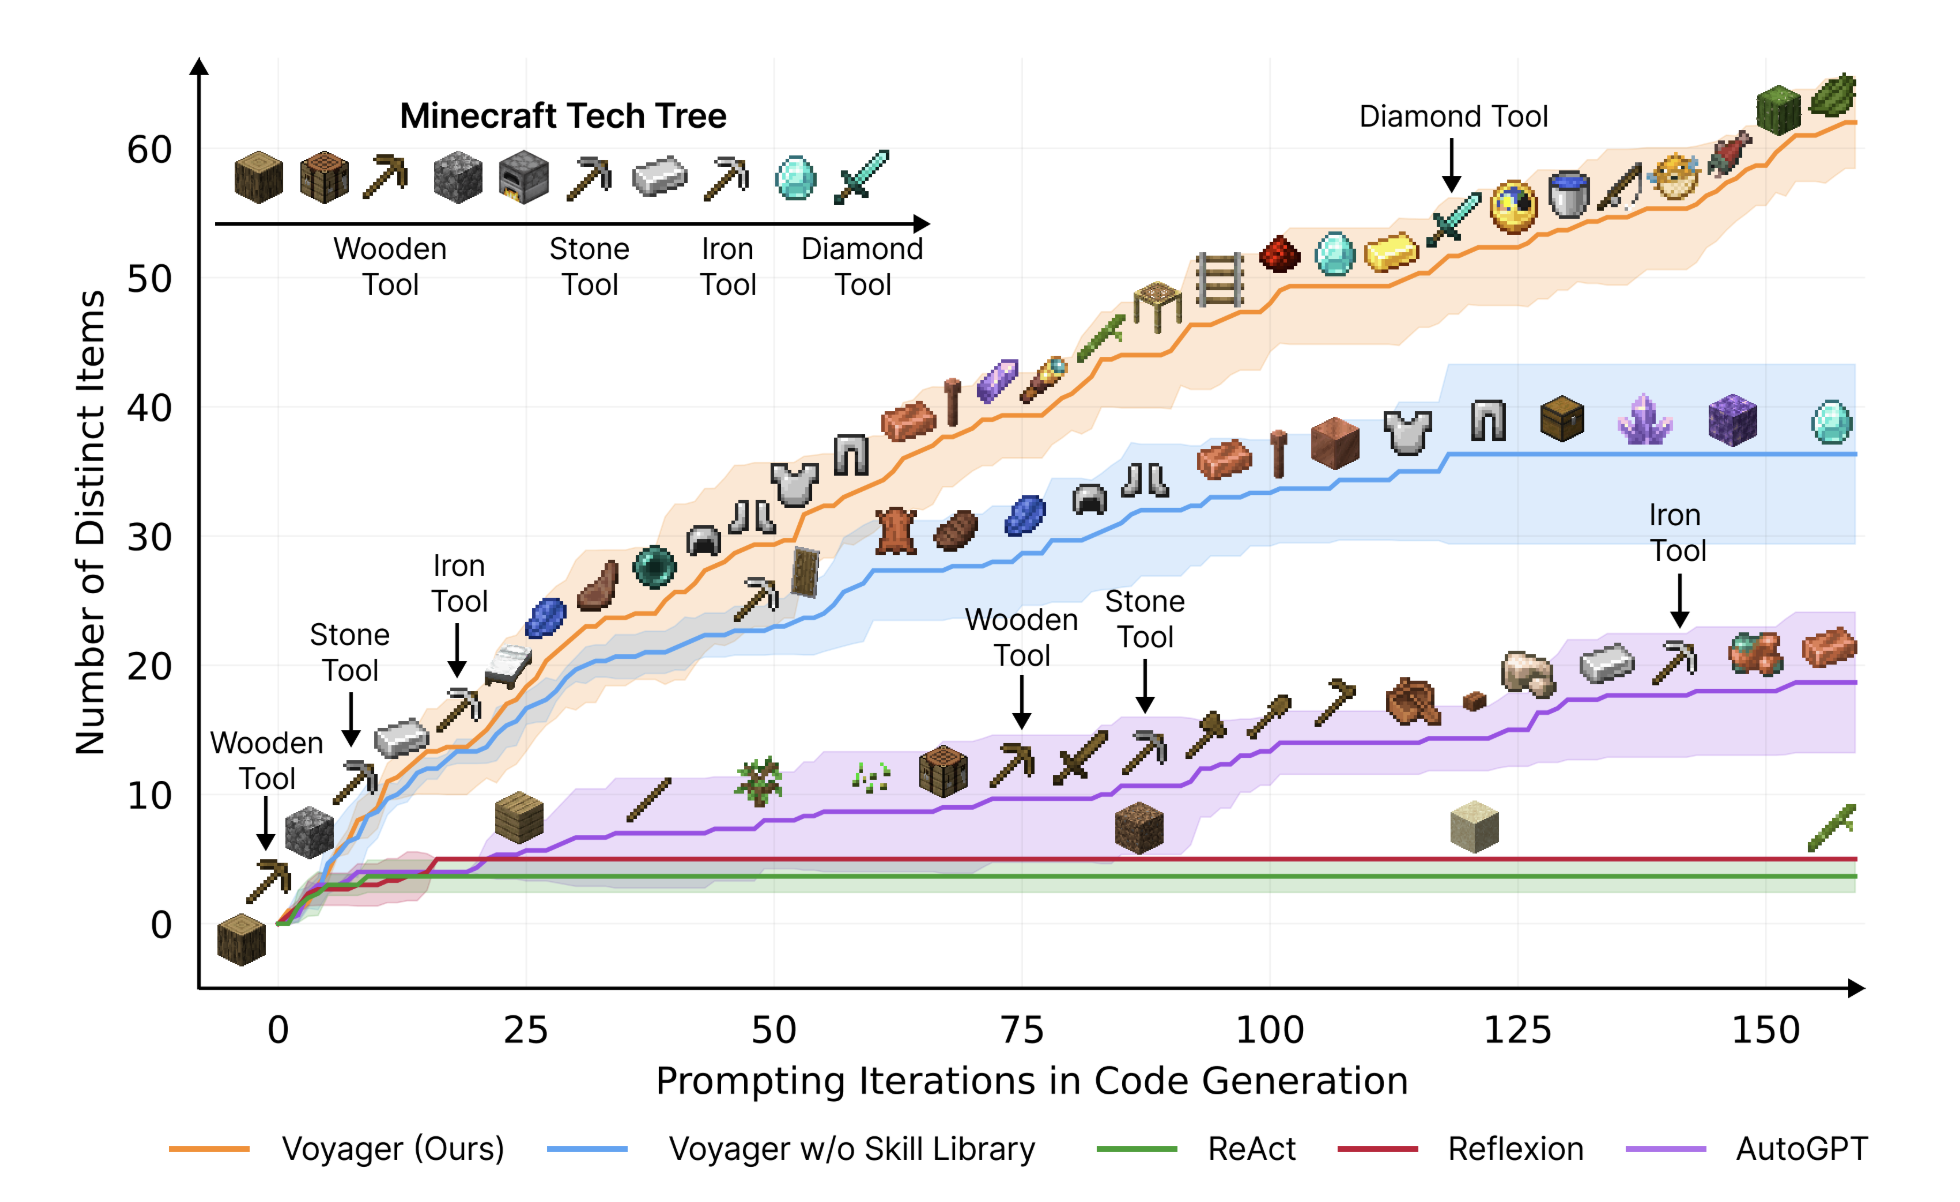 Minecraft Tech Tree
Wooden
Tool
Stone
Tool
Iron
Tool
Diamond
Tool
Diamond Tool
Iron
Tool
Stone
Tool
Wooden
Tool
Wooden
Tool
Stone
Tool
Iron
Tool
Number of Distinct Items
60
50
40
30
20
10
0
0
25
50
75
100
125
150
Prompting Iterations in Code Generation
Voyager (Ours)
Voyager w/o Skill Library
ReAct
Reflexion
AutoGPT